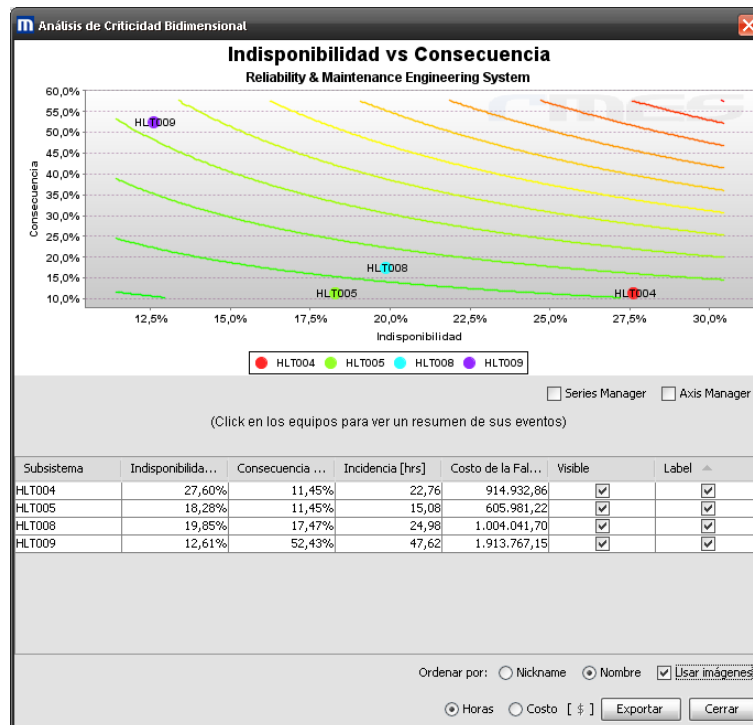 m Análisis de Criticidad Bidimensional
Indisponibilidad vs Consecuencia
Reliability & Maintenance Engineering System
rmes
Consecuencia
60,0%
55,0%
50,0%
45,0%
40,0%
35,0%
30,0%
25,0%
20,0%
15,0%
10,0%
HLT009
HLT008
HLT005
HLT004
12,5% 15,0% 17,5% 20,0% 22,5% 25,0% 27,5% 30,0%
Indisponibilidad
HLT004 HLT005 HLT008 HLT009
Series Manager Axis Manager
(Click en los equipos para ver un resumen de sus eventos)
Subsistema Indisponibilida... Consecuencia ... Incidencia [hrs] Costo de la Fal... Visible Label
HLT004 27,60% 11,45% 22,76 914.932,86
HLT005 18,28% 11,45% 15,08 605.981,22
HLT008 19,85% 17,47% 24,98 1.004.041,70
HLT009 12,61% 52,43% 47,62 1.913.767,15
Ordenar por: Nickname Nombre Usar imágenes
Horas Costo [ $ ] Exportar Cerrar